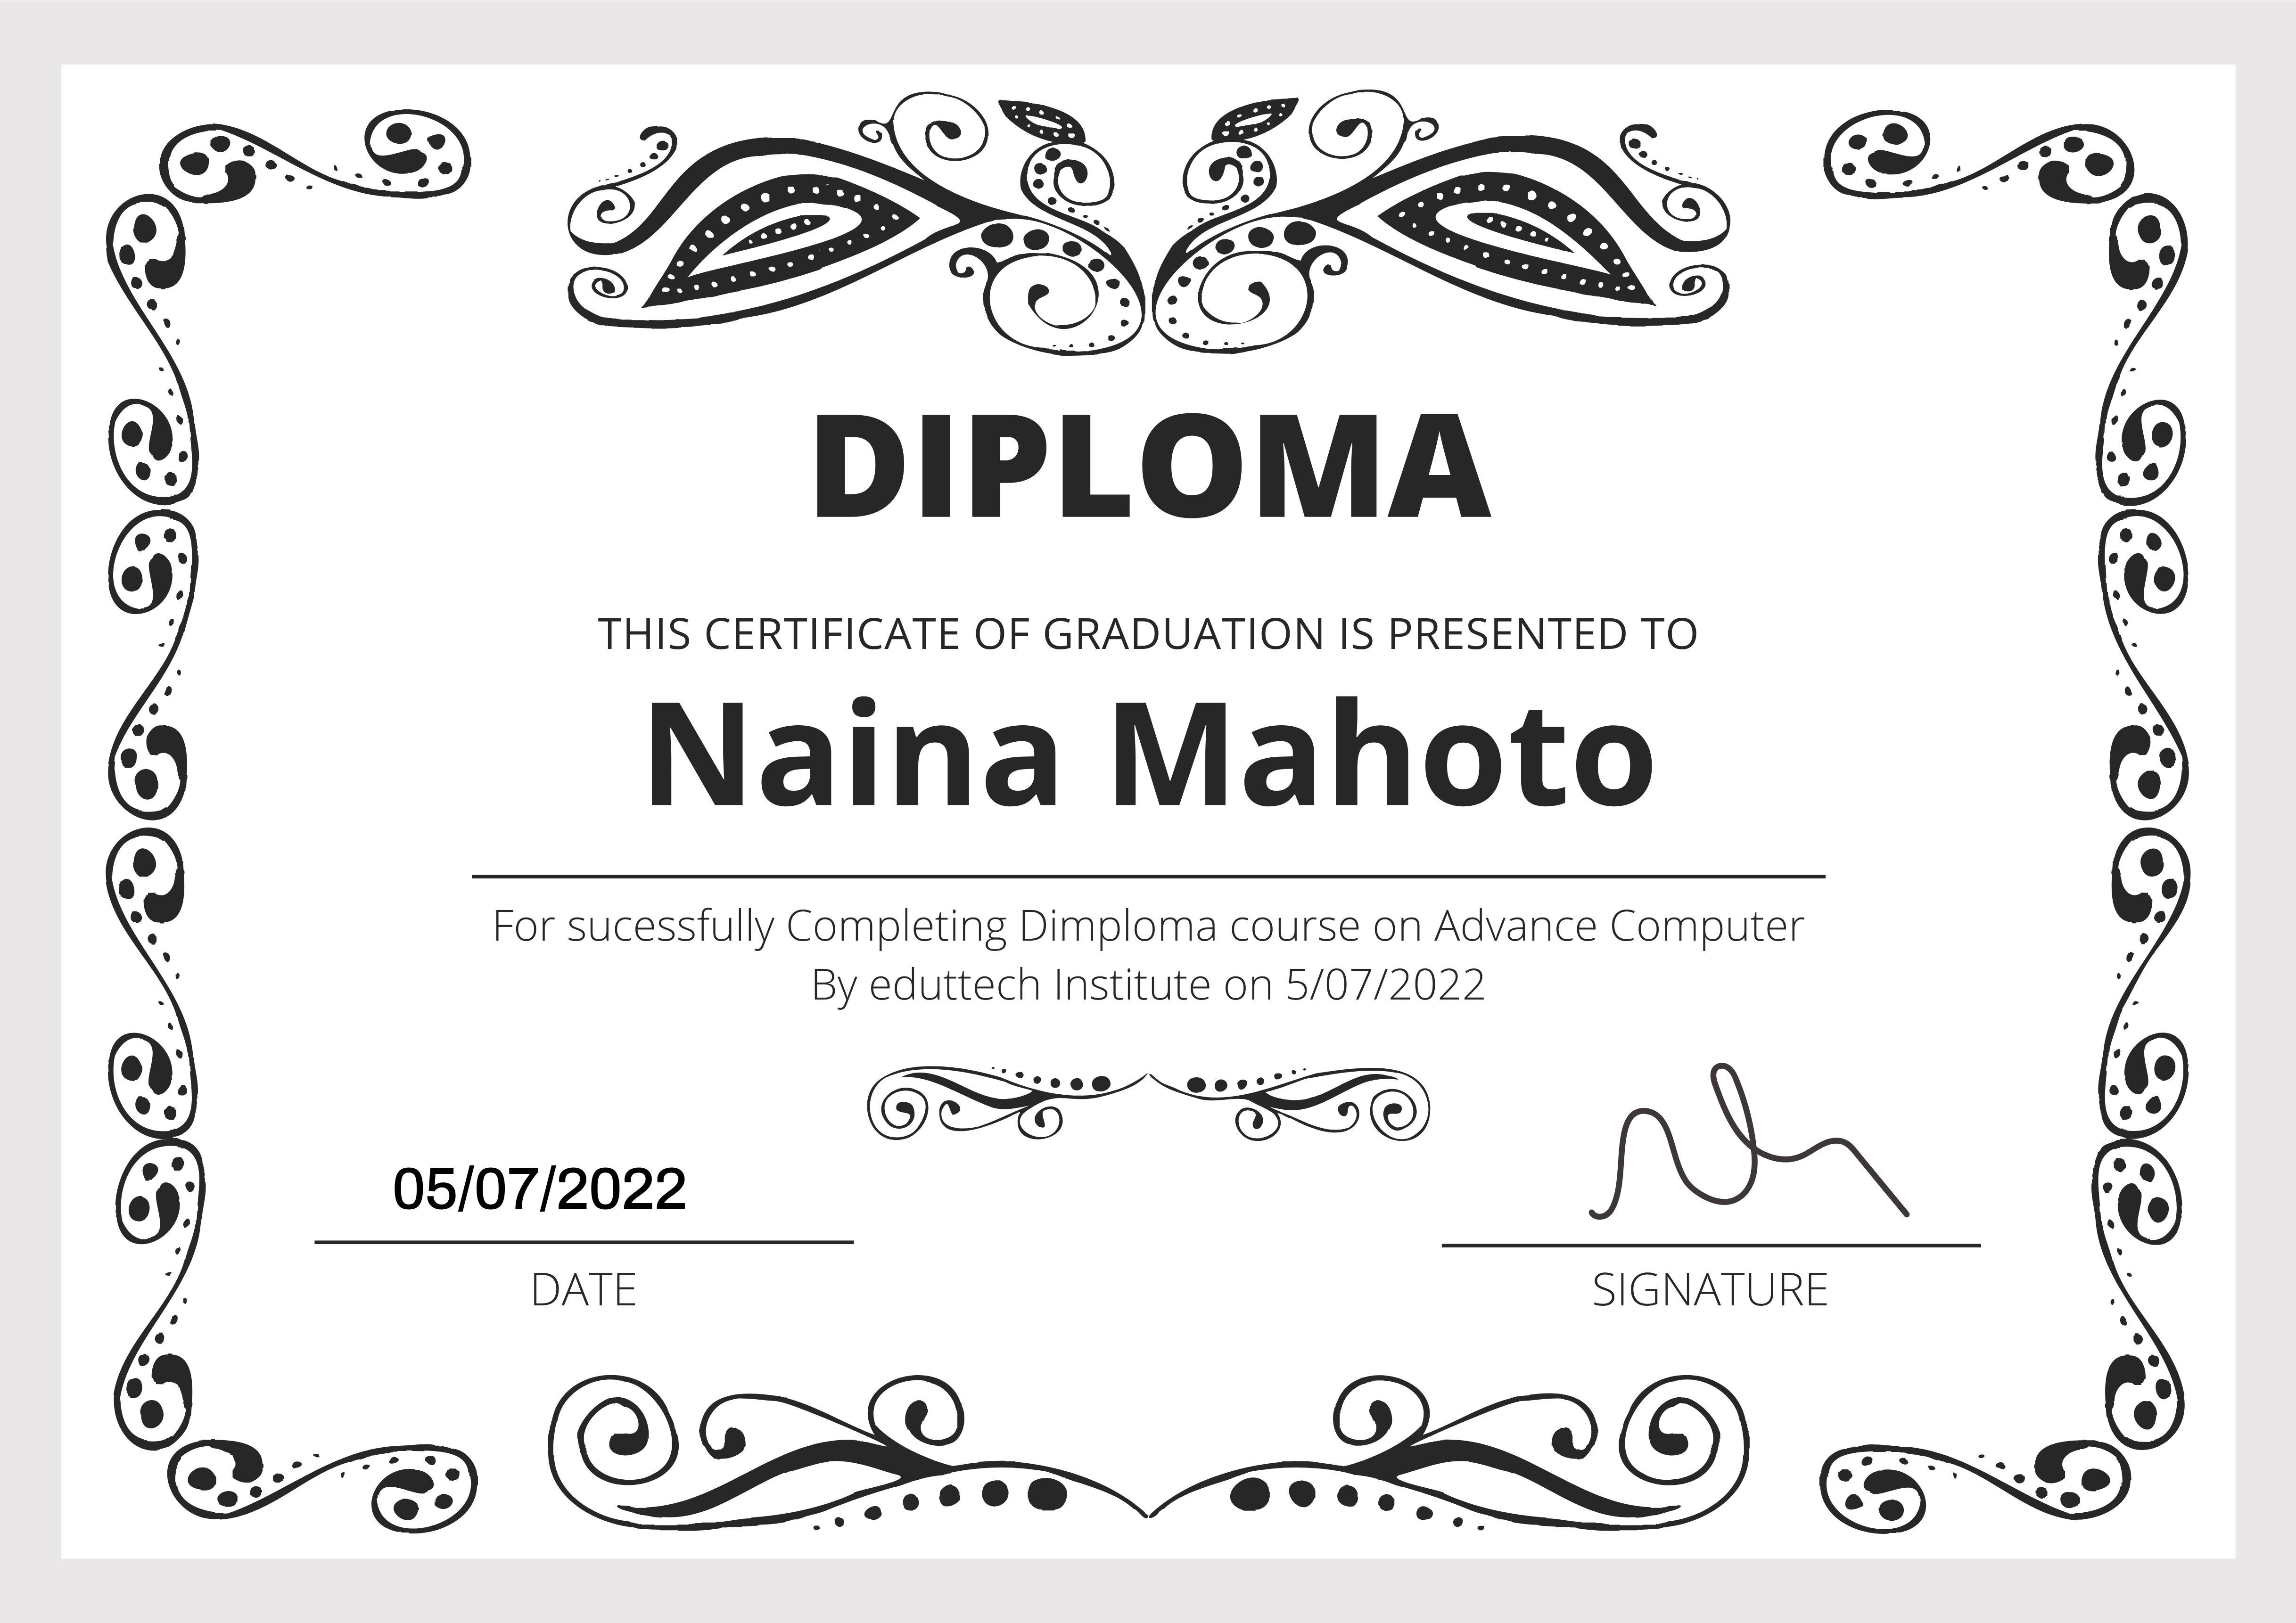 DIPLOMA
THIS CERTIFICATE OF GRADUATION IS PRESENTED TO
Naina Mahoto
For sucessfully Completing Dimploma course on Advance Computer
By eduttech Institute on 5/07/2022
05/07/2022
DATE
SIGNATURE